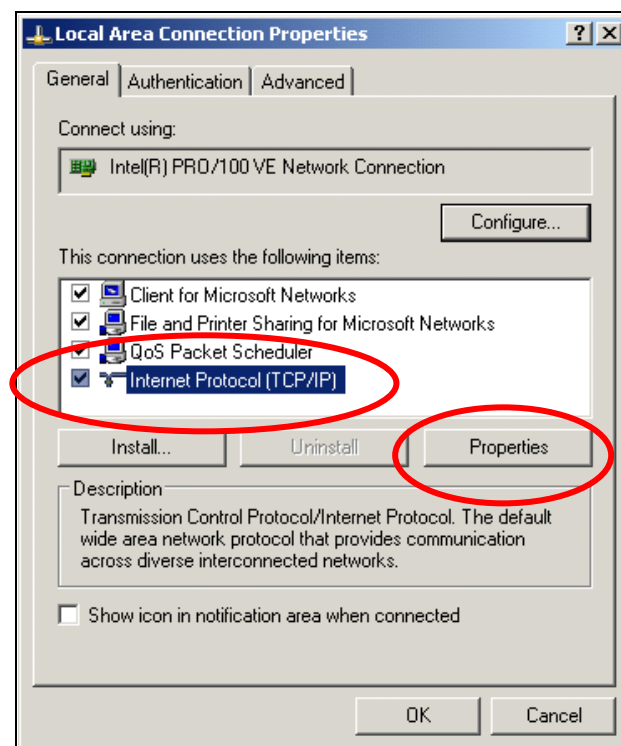 Local Area Connection Properties
General Authentication Advanced
Connect using:
Intel(R) PRO/100 VE Network Connection
Configure...
This connection uses the following items:
Client for Microsoft Networks
File and Printer Sharing for Microsoft Networks
QoS Packet Scheduler
Internet Protocol (TCP/IP)
Install... Uninstall Properties
Description
Transmission Control Protocol/Internet Protocol. The default
wide area network protocol that provides communication
across diverse interconnected networks.
Show icon in notification area when connected
OK Cancel